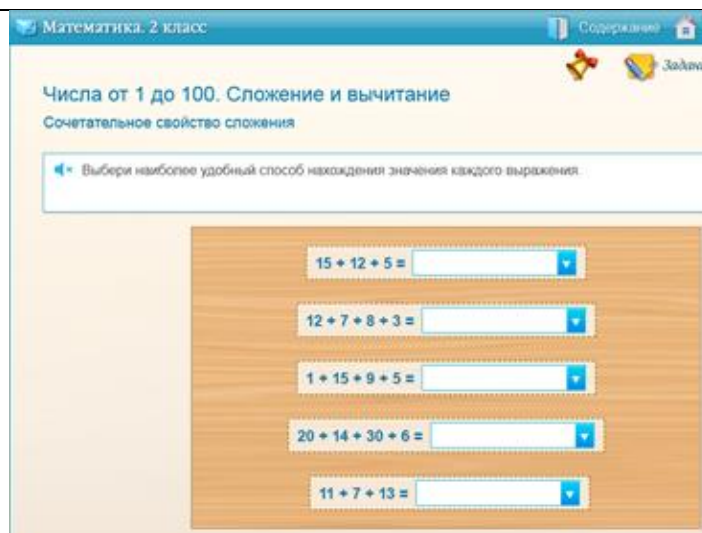 Математика. 2 класс
Содержание
Числа от 1 до 100. Сложение и вычитание
Сочетательное свойство сложения
Выбери наиболее удобный способ нахождения значения каждого выражения.
15 + 12 + 5 =
12 + 7 + 8 + 3 =
1 + 15 + 9 + 5 =
20 + 14 + 30 + 6 =
11 + 7 + 13 =